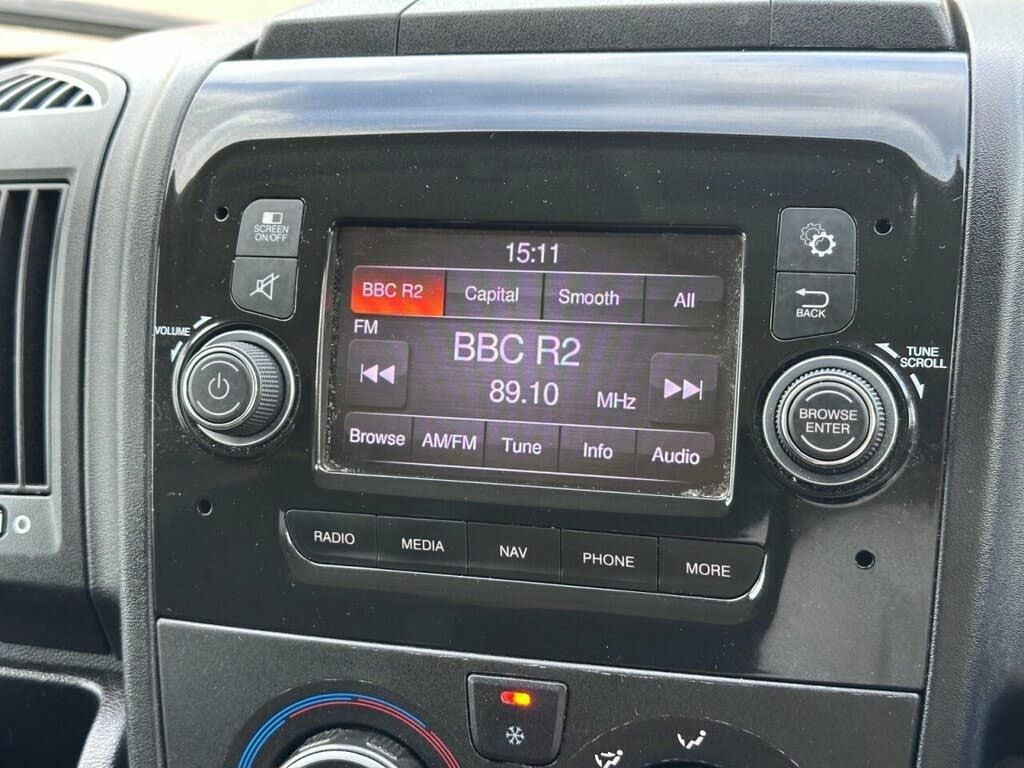 SCREEN
ON/OFF
15:11
BBC R2 Capital Smooth All
FM
BBC R2
89.10 MHz
Browse AM/FM Tune Info Audio
VOLUME
BACK
TUNE
SCROLL
BROWSE
ENTER
RADIO MEDIA NAV PHONE MORE